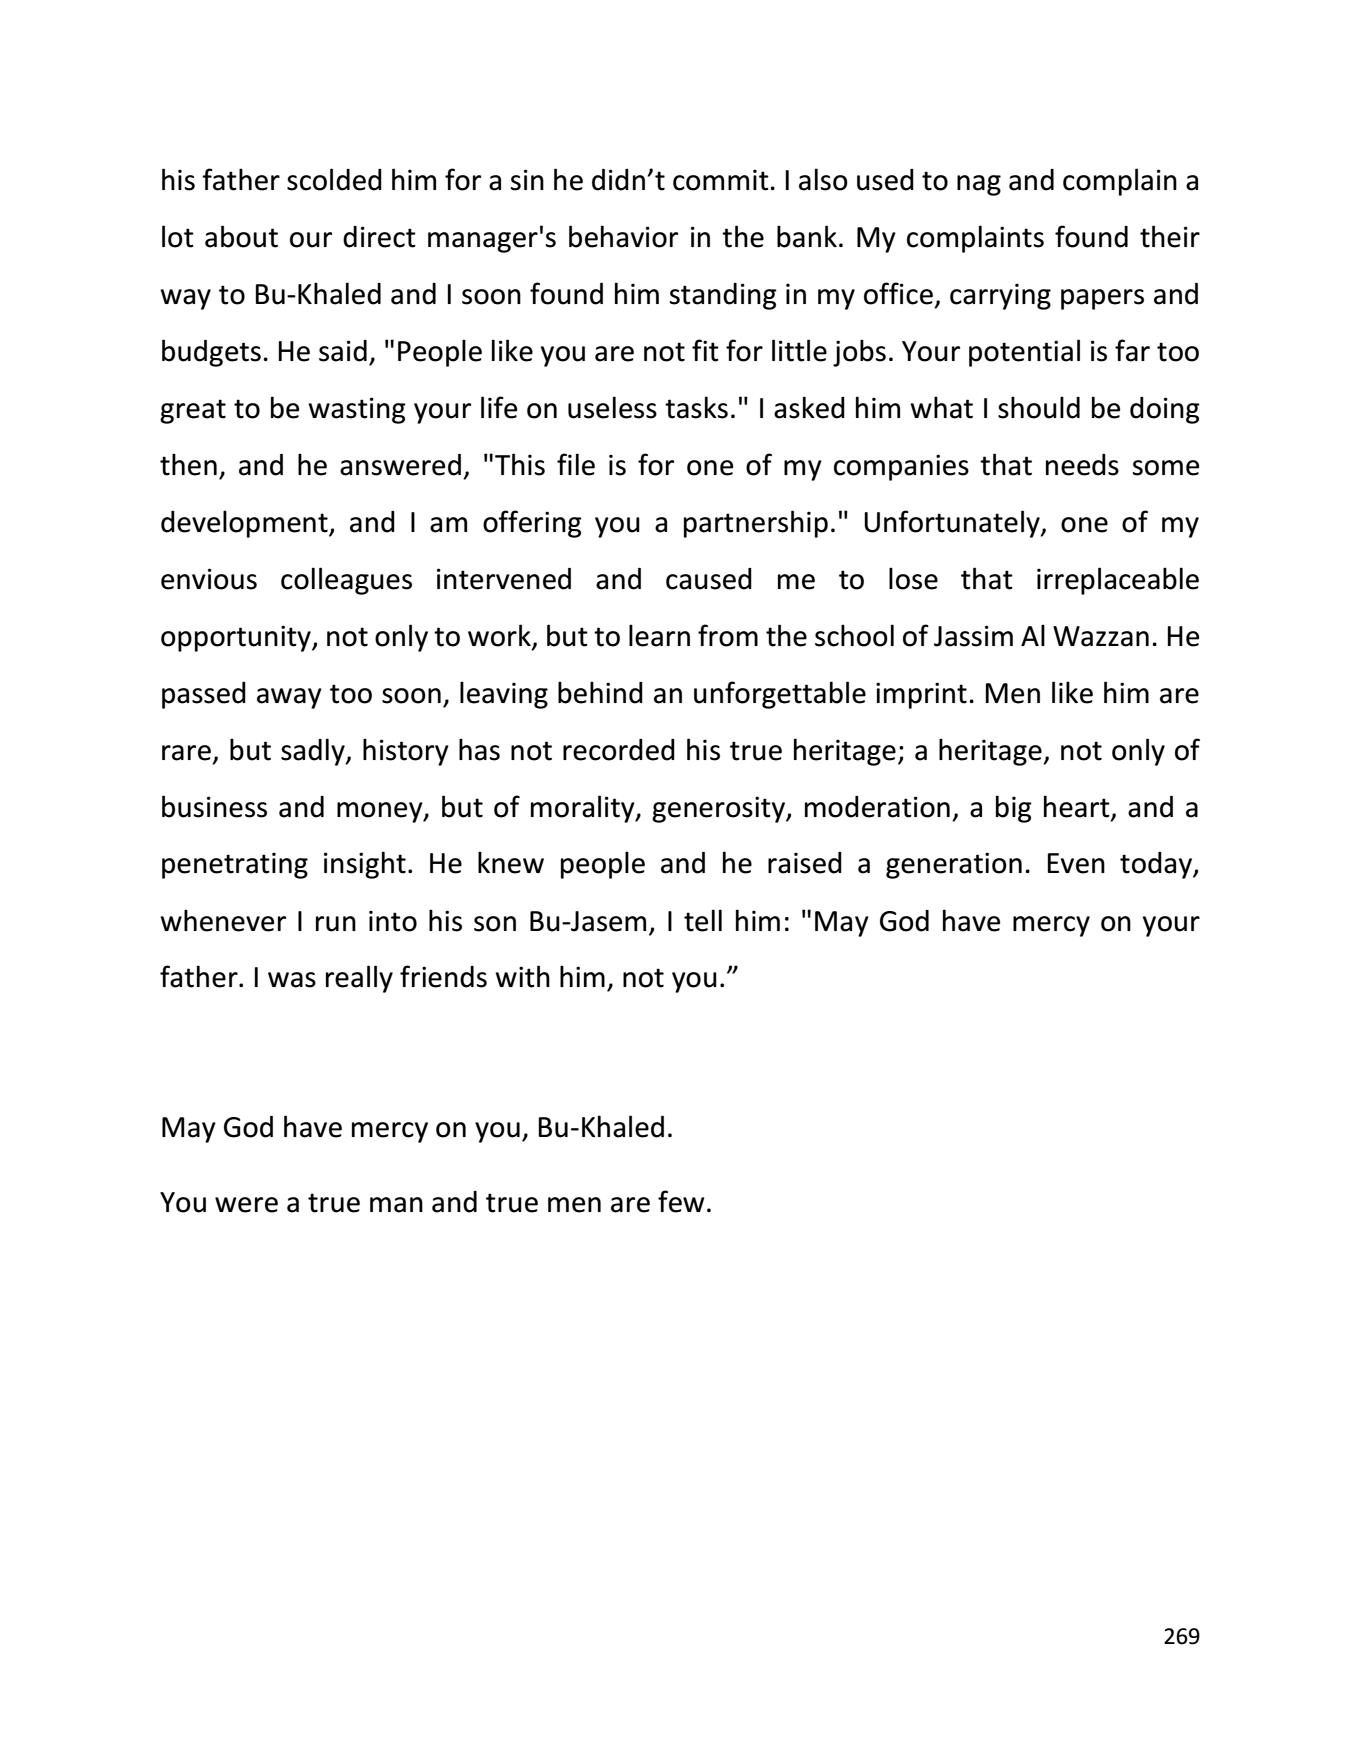 his father scolded him for a sin he didn’t commit. I also used to nag and complain a
lot about our direct manager's behavior in the bank. My complaints found their
way to Bu-Khaled and I soon found him standing in my office, carrying papers and
budgets. He said, "People like you are not fit for little jobs. Your potential is far too
great to be wasting your life on useless tasks." I asked him what I should be doing
then, and he answered, "This file is for one of my companies that needs some
development, and I am offering you a partnership." Unfortunately, one of my
envious colleagues intervened and caused me to lose that irreplaceable
opportunity, not only to work, but to learn from the school of Jassim Al Wazzan. He
passed away too soon, leaving behind an unforgettable imprint. Men like him are
rare, but sadly, history has not recorded his true heritage; a heritage, not only of
business and money, but of morality, generosity, moderation, a big heart, and a
penetrating insight. He knew people and he raised a generation. Even today,
whenever I run into his son Bu-Jasem, I tell him: "May God have mercy on your
father. I was really friends with him, not you.”
May God have mercy on you, Bu-Khaled.
You were a true man and true men are few.
269